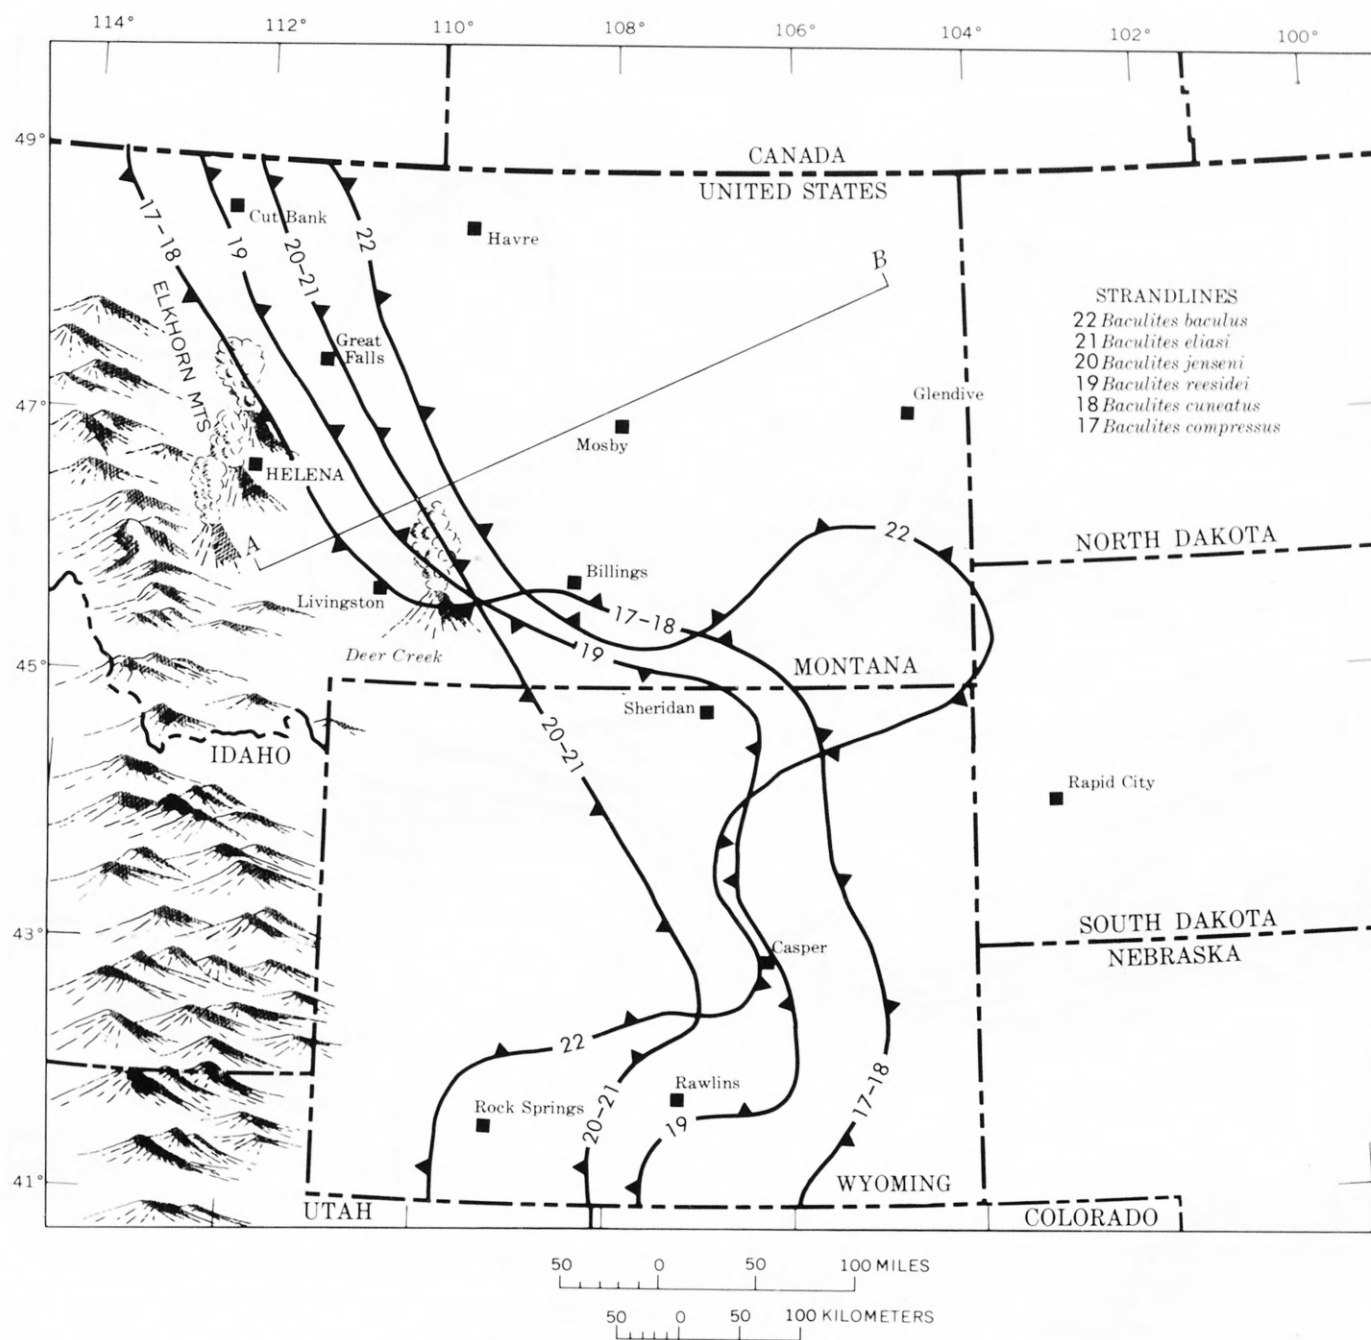 114° 112° 110° 108° 106° 104° 102° 100°
49°
CANADA
UNITED STATES
Cut Bank
Havre
17-18
19
20-21
22
B
ELKHORN MTS
STRANDLINES
22 Baculites baculus
21 Baculites eliasi
20 Baculites jenseni
19 Baculites reesidei
18 Baculites cuneatus
17 Baculites compressus
Great
Falls
47°
Glendive
Mosby
HELENA
A
22
NORTH DAKOTA
Billings
Livingston
17-18
19
Deer Creek
45°
MONTANA
Sheridan
20-21
IDAHO
Rapid City
43°
SOUTH DAKOTA
NEBRASKA
Casper
22
17-18
Rawlins
Rock Springs
20-21
19
41°
WYOMING
UTAH
COLORADO
50 0 50 100 MILES
50 0 50 100 KILOMETERS